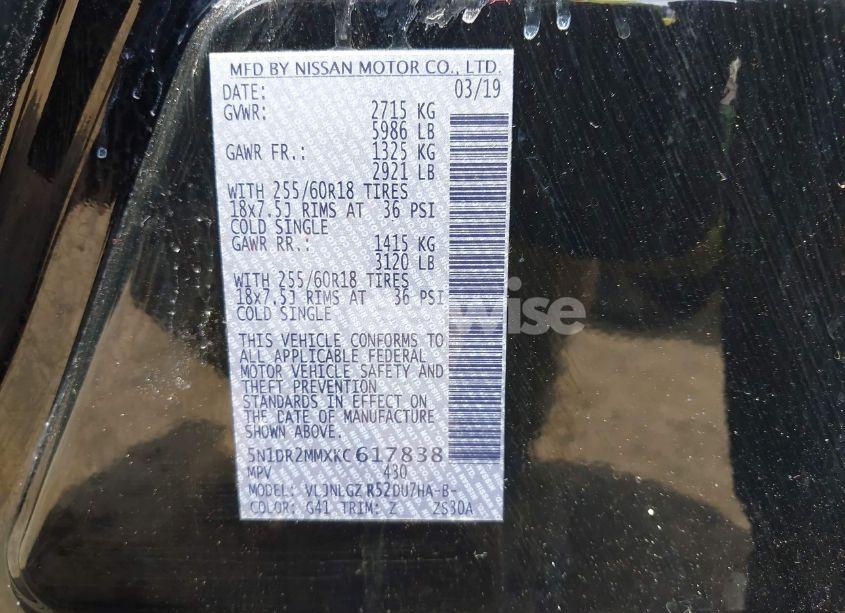 MFD BY NISSAN MOTOR CO., LTD.
DATE: 03/19
GVWR: 2715 KG
5986 LB
GAWR FR.: 1325 KG
2921 LB
WITH 255/60R18 TIRES
18x7.5J RIMS AT 36 PSI
COLD SINGLE
GAWR RR.: 1415 KG
3120 LB
WITH 255/60R18 TIRES
18x7.5J RIMS AT 36 PSI
COLD SINGLE
wise
THIS VEHICLE CONFORMS TO
ALL APPLICABLE FEDERAL
MOTOR VEHICLE SAFETY AND
THEFT PREVENTION
STANDARDS IN EFFECT ON
THE DATE OF MANUFACTURE
SHOWN ABOVE.
5N1DR2MMXKC617838
MPV 430
MODEL: VLJNLGZ R52DU7HA-B-
COLOR: G41 TRIM: Z ZS30A